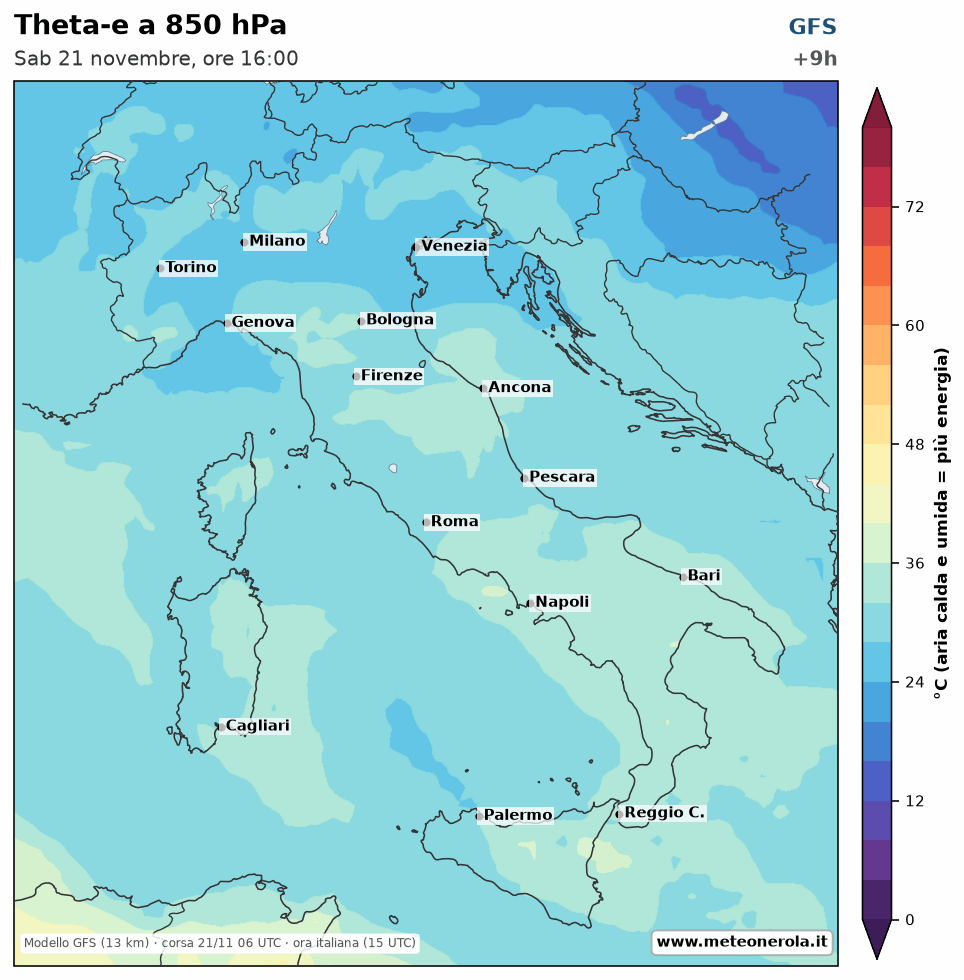 Theta-e a 850 hPa
GFS
Sab 21 novembre, ore 16:00
+9h
Milano
Venezia
Torino
Genova
Bologna
Firenze
Ancona
Pescara
Roma
Bari
Napoli
Cagliari
Palermo
Reggio C.
72
60
48
36
24
12
0
°C (aria calda e umida = più energia)
Modello GFS (13 km) · corsa 21/11 06 UTC · ora italiana (15 UTC)
www.meteonerola.it